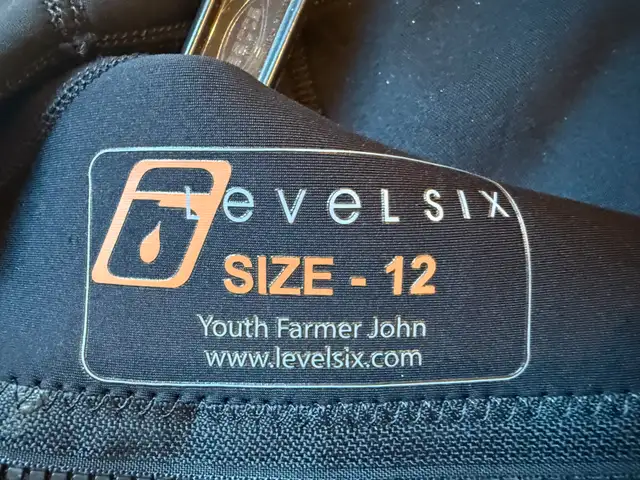 LEVELSIX
SIZE - 12
Youth Farmer John
www.levelsix.com